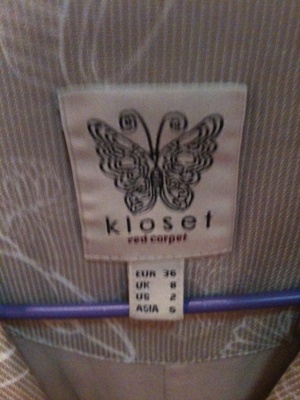 kloset
red carpet
EUR 36
UK 8
US 2
ASIA S